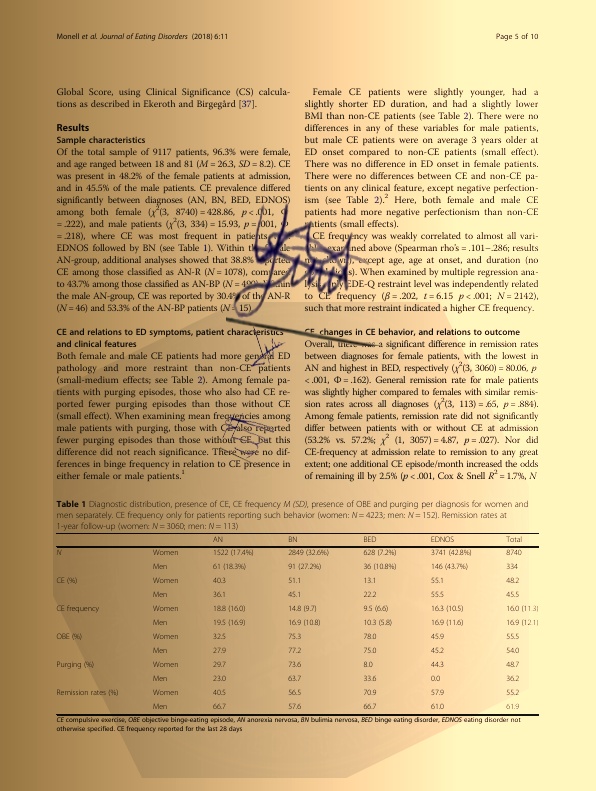 Monell et al. Journal of Eating Disorders (2018) 6:11
Page 5 of 10
Global Score, using Clinical Significance (CS) calcula-
tions as described in Ekeroth and Birgegård [37].
Results
Sample characteristics
Of the total sample of 9117 patients, 96.3% were female,
and age ranged between 18 and 81 (M = 26.3, SD = 8.2). CE
was present in 48.2% of the female patients at admission,
and in 45.5% of the male patients. CE prevalence differed
significantly between diagnoses (AN, BN, BED, EDNOS)
among both female (χ²(3, 8740) = 428.86, p < .001, Φ
= .222), and male patients (χ²(3, 334) = 15.93, p = .001,
= .218), where CE was most frequent in patients
EDNOS followed by BN (see Table 1). Within
AN-group, additional analyses showed that 38.8%
CE among those classified as AN-R (N = 1078),
to 43.7% among those classified as AN-BP
the male AN-group, CE was reported by 30.4% of the AN-R
(N = 46) and 53.3% of the AN-BP patients (N = 15)
CE and relations to ED symptoms, patient characteristics
and clinical features
Both female and male CE patients had more general ED
pathology and more restraint than non-CE patients
(small-medium effects; see Table 2). Among female pa-
tients with purging episodes, those who also had CE re-
ported fewer purging episodes than those without CE
(small effect). When examining mean frequencies among
male patients with purging, those with CE also reported
fewer purging episodes than those without CE, but this
difference did not reach significance. There were no dif-
ferences in binge frequency in relation to CE presence in
either female or male patients.¹
Female CE patients were slightly younger, had a
slightly shorter ED duration, and had a slightly lower
BMI than non-CE patients (see Table 2). There were no
differences in any of these variables for male patients,
but male CE patients were on average 3 years older at
ED onset compared to non-CE patients (small effect).
There was no difference in ED onset in female patients.
There were no differences between CE and non-CE pa-
tients on any clinical feature, except negative perfection-
ism (see Table 2).² Here, both female and male CE
patients had more negative perfectionism than non-CE
patients (small effects).
CE frequency was weakly correlated to almost all vari-
examined above (Spearman rho's = .101–.286; results
except age, age at onset, and duration (no
When examined by multiple regression ana-
EDE-Q restraint level was independently related
to CE frequency (β = .202, t = 6.15 p < .001; N = 2142),
such that more restraint indicated a higher CE frequency.
CE, changes in CE behavior, and relations to outcome
Overall, there was a significant difference in remission rates
between diagnoses for female patients, with the lowest in
AN and highest in BED, respectively (χ²(3, 3060) = 80.06, p
< .001, Φ = .162). General remission rate for male patients
was slightly higher compared to females with similar remis-
sion rates across all diagnoses (χ²(3, 113) = .65, p = .884).
Among female patients, remission rate did not significantly
differ between patients with or without CE at admission
(53.2% vs. 57.2%; χ² (1, 3057) = 4.87, p = .027). Nor did
CE-frequency at admission relate to remission to any great
extent; one additional CE episode/month increased the odds
of remaining ill by 2.5% (p < .001, Cox & Snell R² = 1.7%, N
Table 1 Diagnostic distribution, presence of CE, CE frequency M (SD), presence of OBE and purging per diagnosis for women and
men separately. CE frequency only for patients reporting such behavior (women: N = 4223; men: N = 152). Remission rates at
1-year follow-up (women: N = 3060; men: N = 113)
AN BN BED EDNOS Total
N Women 1522 (17.4%) 2849 (32.6%) 628 (7.2%) 3741 (42.8%) 8740
Men 61 (18.3%) 91 (27.2%) 36 (10.8%) 146 (43.7%) 334
CE (%) Women 40.3 51.1 13.1 55.1 48.2
Men 36.1 45.1 22.2 55.5 45.5
CE frequency Women 18.8 (16.0) 14.8 (9.7) 9.5 (6.6) 16.3 (10.5) 16.0 (11.3)
Men 19.5 (16.9) 16.9 (10.8) 10.3 (5.8) 16.9 (11.6) 16.9 (12.1)
OBE (%) Women 32.5 75.3 78.0 45.9 55.5
Men 27.9 77.2 75.0 45.2 54.0
Purging (%) Women 29.7 73.6 8.0 44.3 48.7
Men 23.0 63.7 33.6 0.0 36.2
Remission rates (%) Women 40.5 56.5 70.9 57.9 55.2
Men 66.7 57.6 66.7 61.0 61.9
CE compulsive exercise, OBE objective binge-eating episode, AN anorexia nervosa, BN bulimia nervosa, BED binge eating disorder, EDNOS eating disorder not
otherwise specified. CE frequency reported for the last 28 days